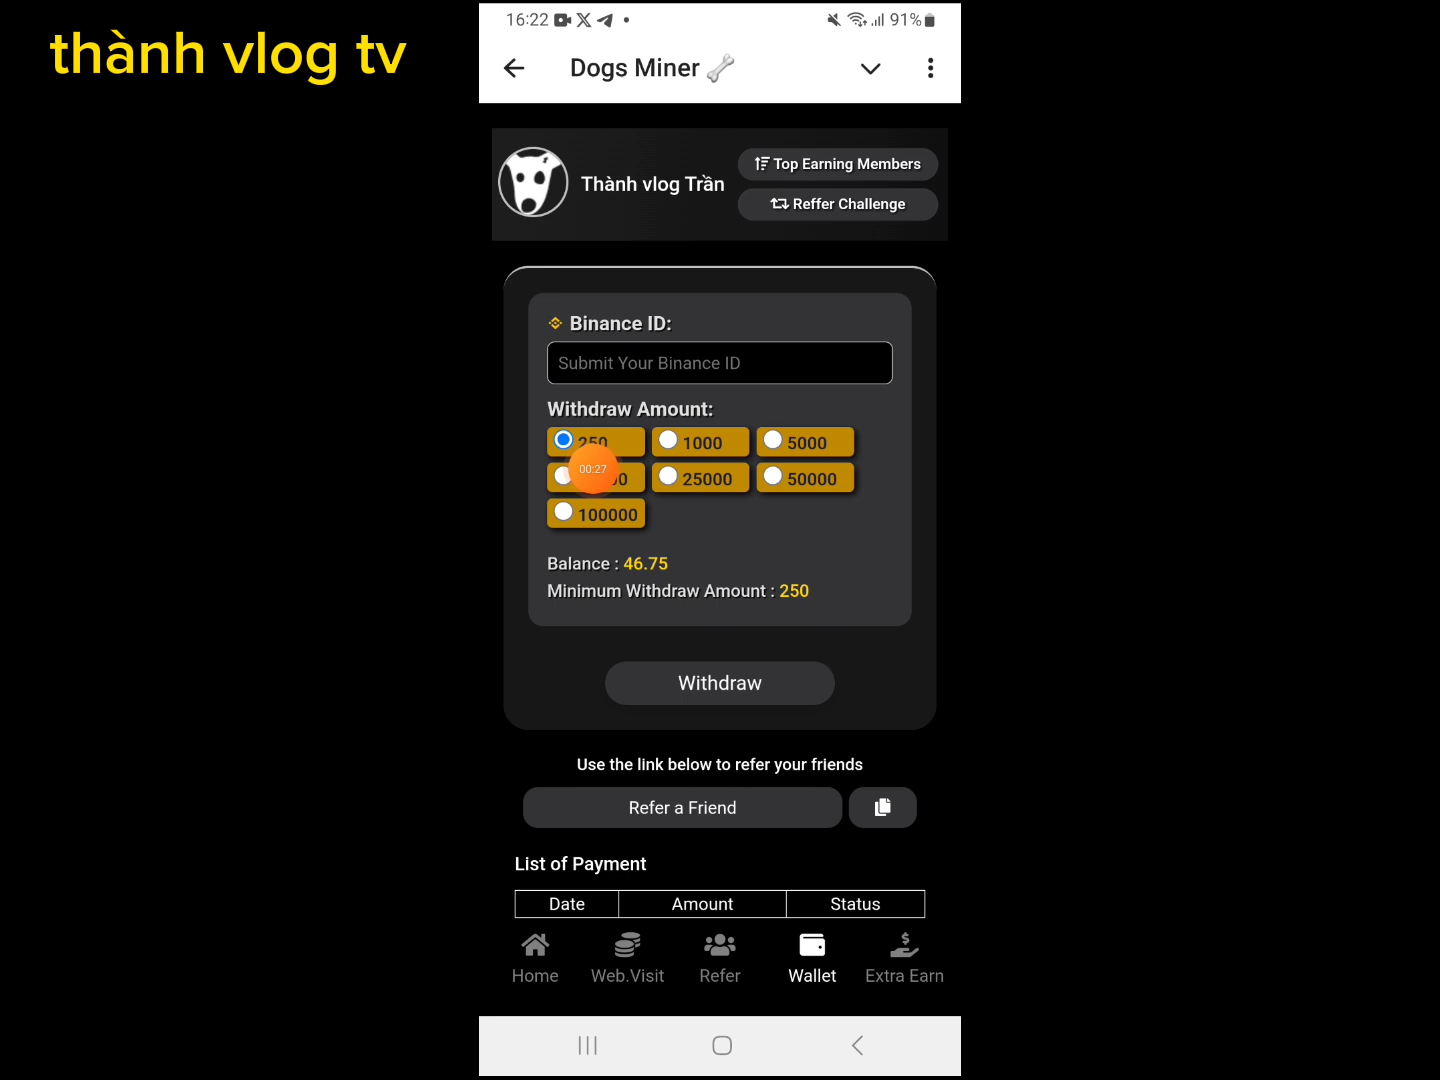 thành vlog tv
16:22
91%
Dogs Miner
Thành vlog Trần
Top Earning Members
Reffer Challenge
Binance ID:
Submit Your Binance ID
Withdraw Amount:
250 1000 5000
00:27
25000 50000
100000
Balance : 46.75
Minimum Withdraw Amount : 250
Withdraw
Use the link below to refer your friends
Refer a Friend
List of Payment
Date Amount Status
Home Web.Visit Refer Wallet Extra Earn